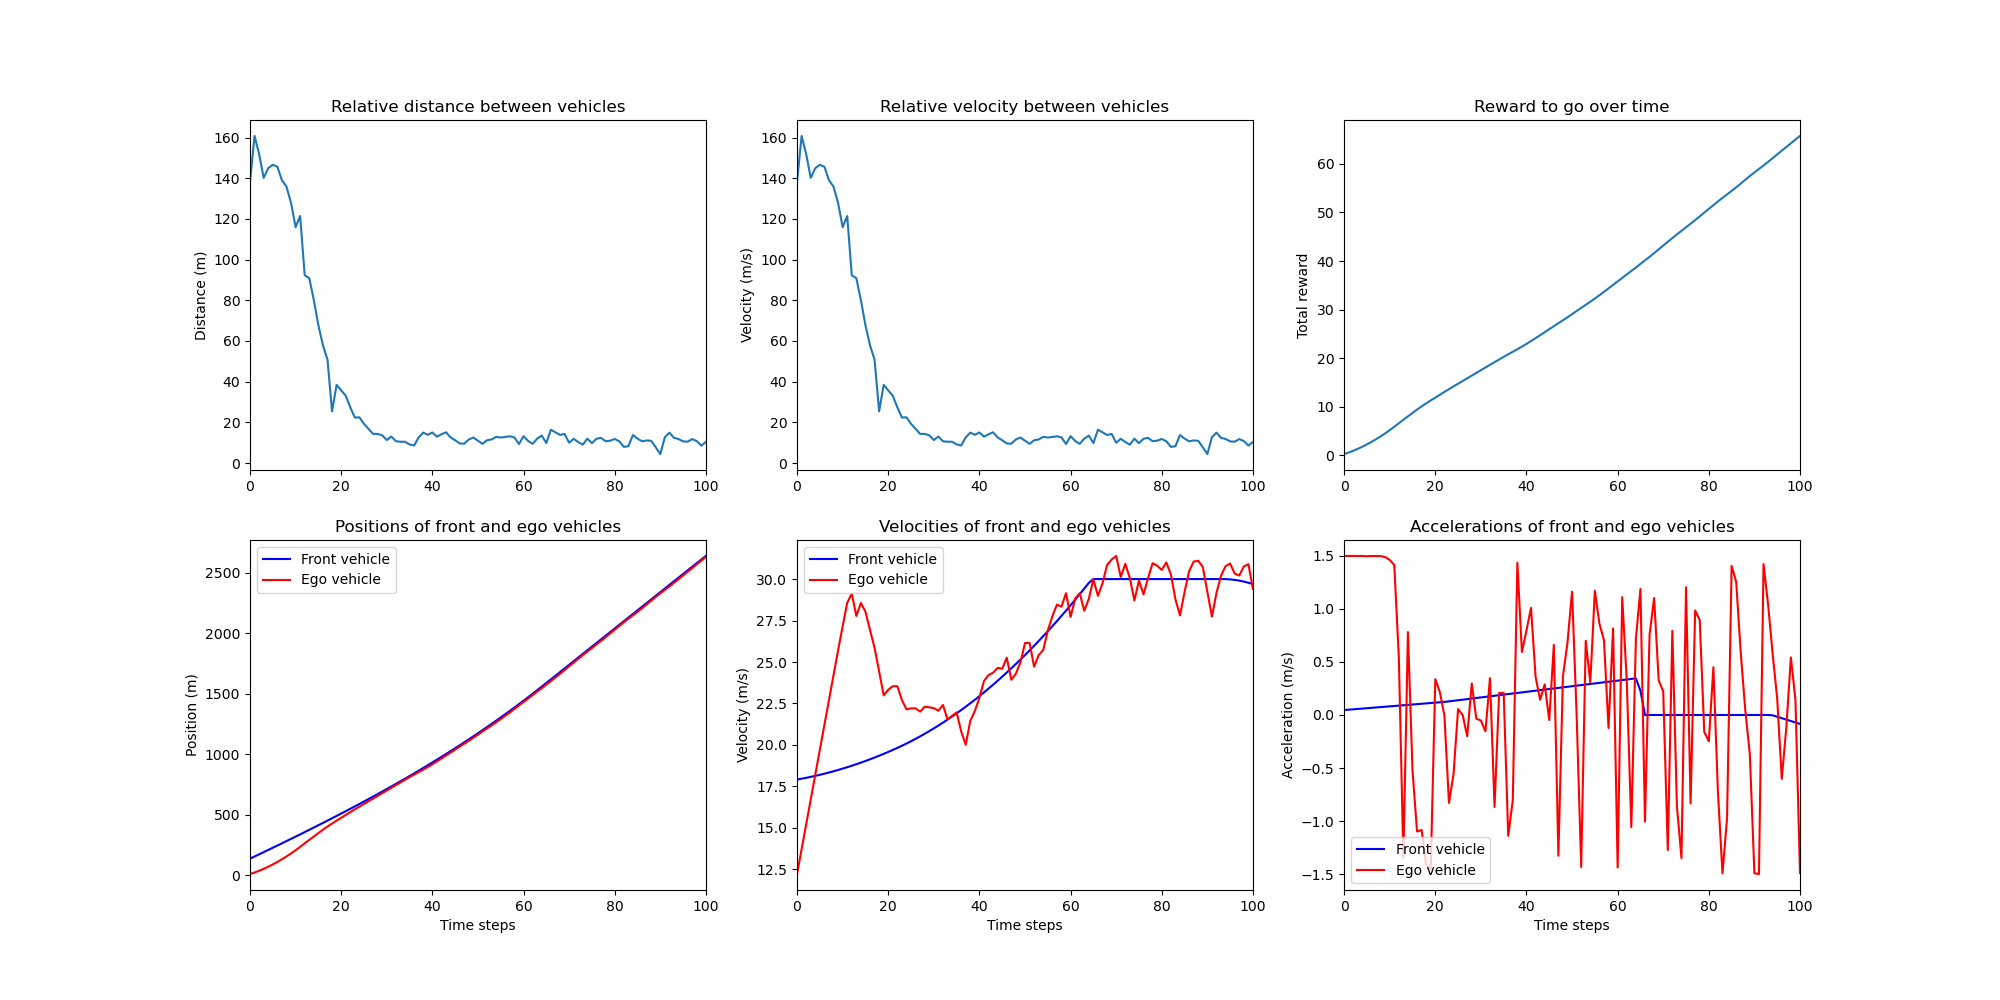 Relative distance between vehicles
Distance (m)
160
140
120
100
80
60
40
20
0
0 20 40 60 80 100
Relative velocity between vehicles
Velocity (m/s)
160
140
120
100
80
60
40
20
0
0 20 40 60 80 100
Reward to go over time
Total reward
60
50
40
30
20
10
0
0 20 40 60 80 100
Positions of front and ego vehicles
Front vehicle
Ego vehicle
Position (m)
2500
2000
1500
1000
500
0
0 20 40 60 80 100
Time steps
Velocities of front and ego vehicles
Front vehicle
Ego vehicle
Velocity (m/s)
30.0
27.5
25.0
22.5
20.0
17.5
15.0
12.5
0 20 40 60 80 100
Time steps
Accelerations of front and ego vehicles
Acceleration (m/s)
1.5
1.0
0.5
0.0
−0.5
−1.0
−1.5
Front vehicle
Ego vehicle
0 20 40 60 80 100
Time steps